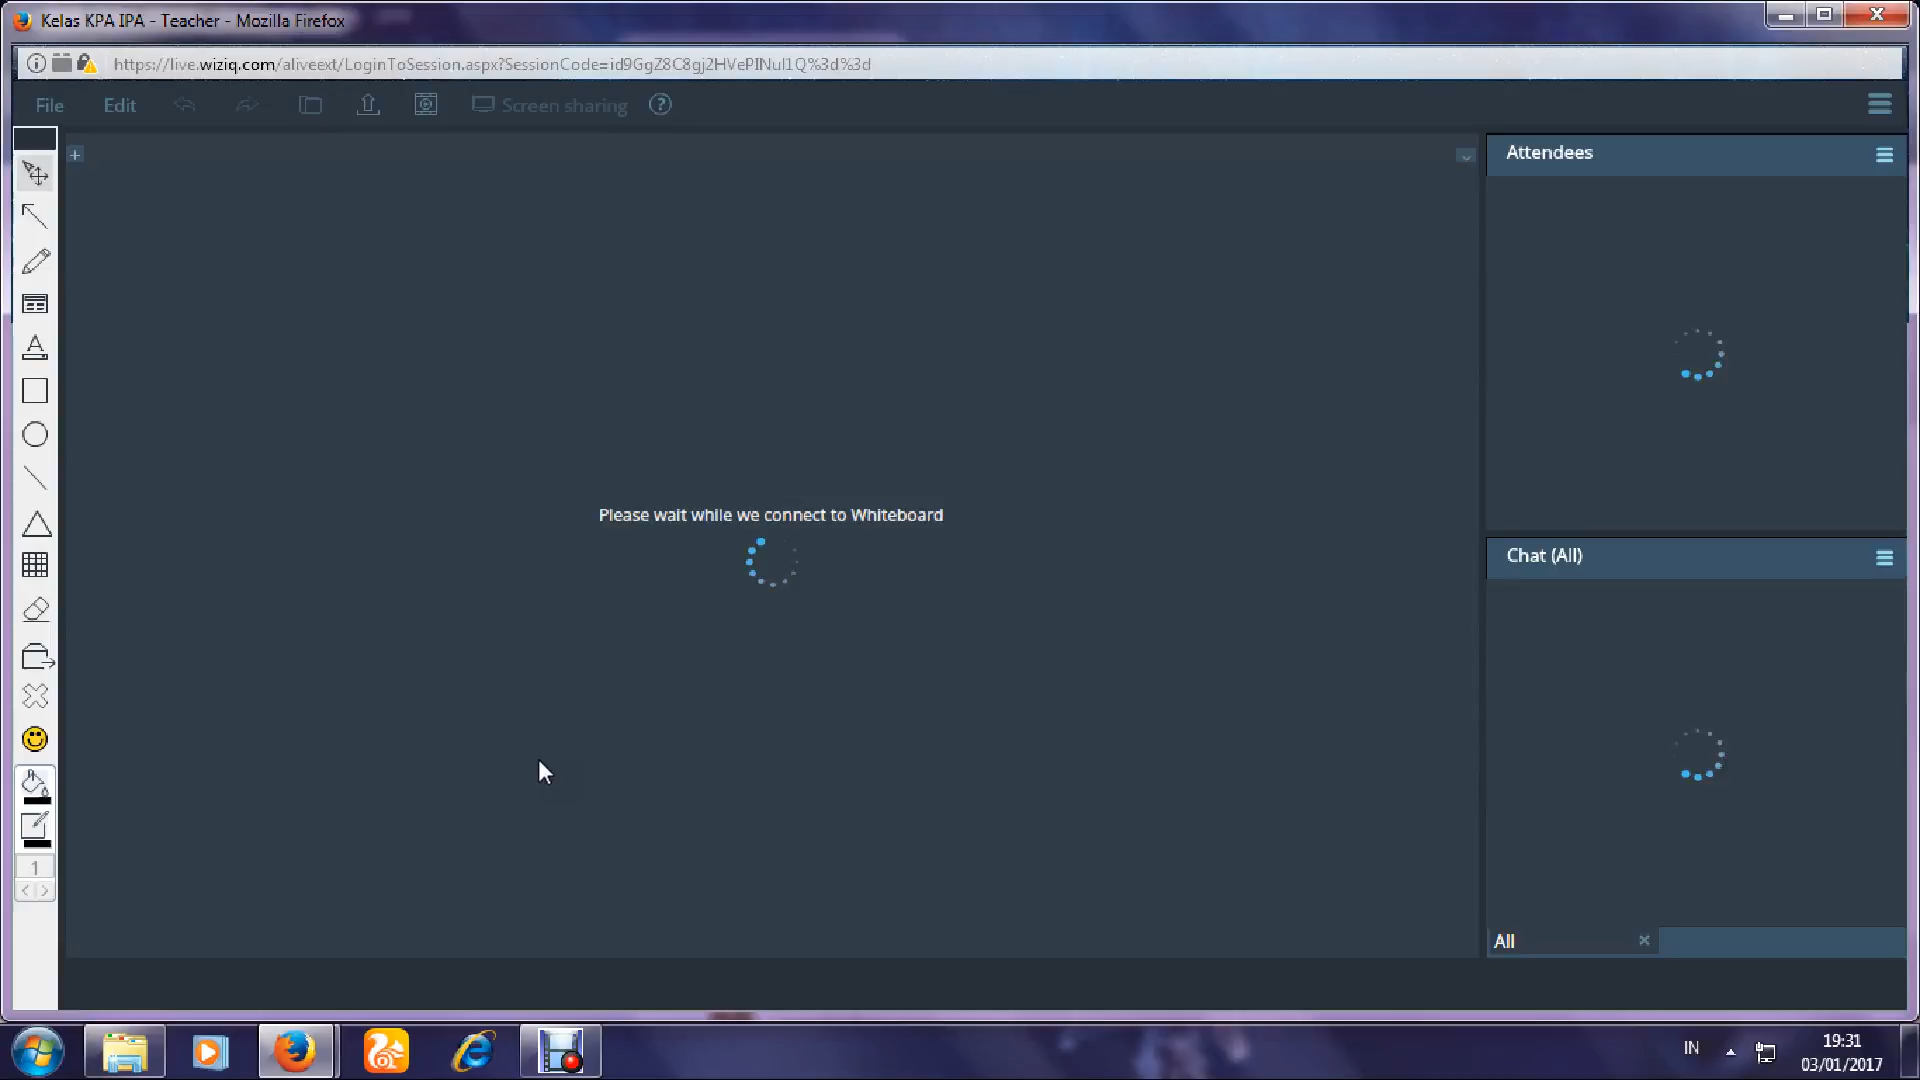 Kelas KPA IPA - Teacher - Mozilla Firefox
https://live.wiziq.com/aliveext/LoginToSession.aspx?SessionCode=id9GgZ8C8gj2HVePINul1Q%3d%3d
File Edit Screen sharing
Attendees
Please wait while we connect to Whiteboard
Chat (All)
1
All
IN
19:31
03/01/2017